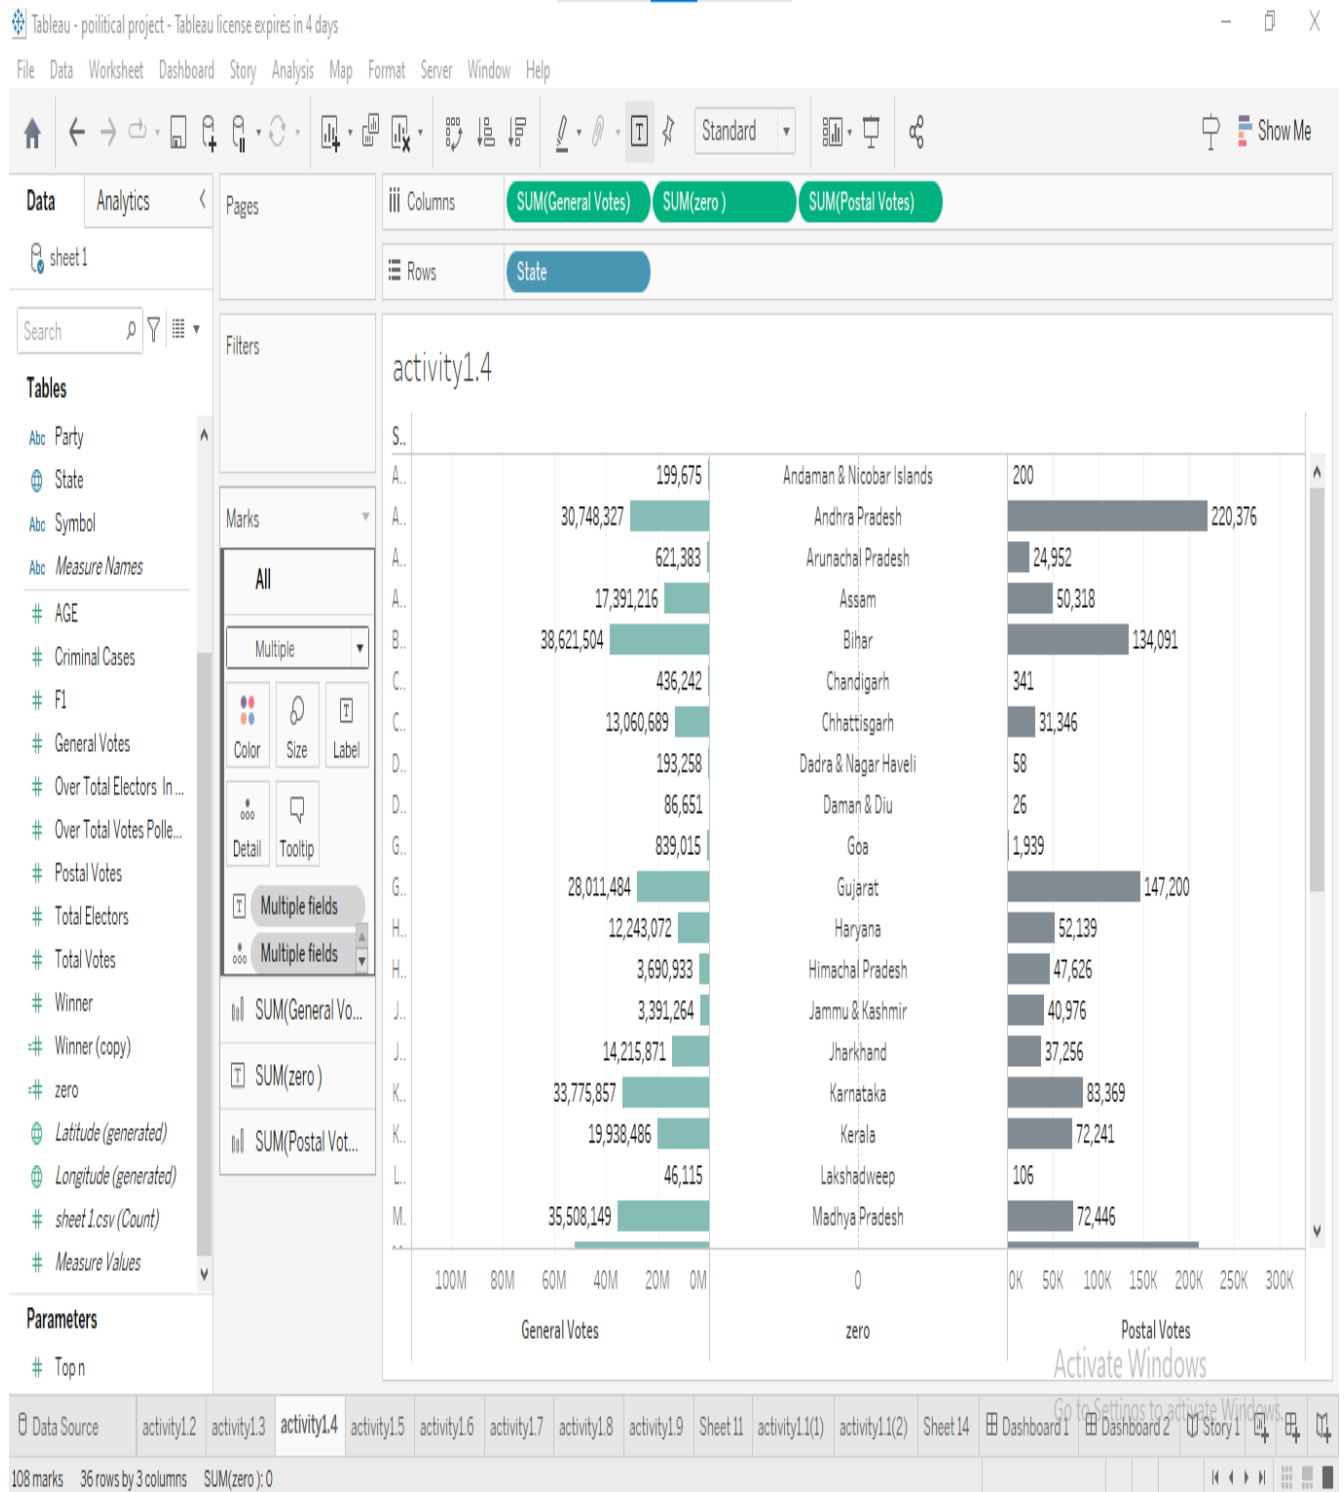 Tableau - poilitical project - Tableau license expires in 4 days
File Data Worksheet Dashboard Story Analysis Map Format Server Window Help
Standard
Show Me
Data Analytics
sheet 1
Search
Tables
Abc Party
State
Abc Symbol
Abc Measure Names
# AGE
# Criminal Cases
# F1
# General Votes
# Over Total Electors In ...
# Over Total Votes Polle...
# Postal Votes
# Total Electors
# Total Votes
# Winner
=# Winner (copy)
=# zero
Latitude (generated)
Longitude (generated)
# sheet 1.csv (Count)
# Measure Values
Parameters
# Top n
Pages
Filters
Marks
All
Multiple
Color Size Label
Detail Tooltip
Multiple fields
Multiple fields
SUM(General Vo...
SUM(zero )
SUM(Postal Vot...
Columns SUM(General Votes) SUM(zero ) SUM(Postal Votes)
Rows State
activity1.4
S..
A.. 199,675 Andaman & Nicobar Islands 200
A.. 30,748,327 Andhra Pradesh 220,376
A.. 621,383 Arunachal Pradesh 24,952
A.. 17,391,216 Assam 50,318
B.. 38,621,504 Bihar 134,091
C.. 436,242 Chandigarh 341
C.. 13,060,689 Chhattisgarh 31,346
D.. 193,258 Dadra & Nagar Haveli 58
D.. 86,651 Daman & Diu 26
G.. 839,015 Goa 1,939
G.. 28,011,484 Gujarat 147,200
H.. 12,243,072 Haryana 52,139
H.. 3,690,933 Himachal Pradesh 47,626
J.. 3,391,264 Jammu & Kashmir 40,976
J.. 14,215,871 Jharkhand 37,256
K.. 33,775,857 Karnataka 83,369
K.. 19,938,486 Kerala 72,241
L.. 46,115 Lakshadweep 106
M. 35,508,149 Madhya Pradesh 72,446
100M 80M 60M 40M 20M 0M 0 0K 50K 100K 150K 200K 250K 300K
General Votes zero Postal Votes
Activate Windows
Go to Settings to activate Windows.
Data Source activity1.2 activity1.3 activity1.4 activity1.5 activity1.6 activity1.7 activity1.8 activity1.9 Sheet 11 activity1.1(1) activity1.1(2) Sheet 14 Dashboard 1 Dashboard 2 Story 1
108 marks 36 rows by 3 columns SUM(zero ): 0